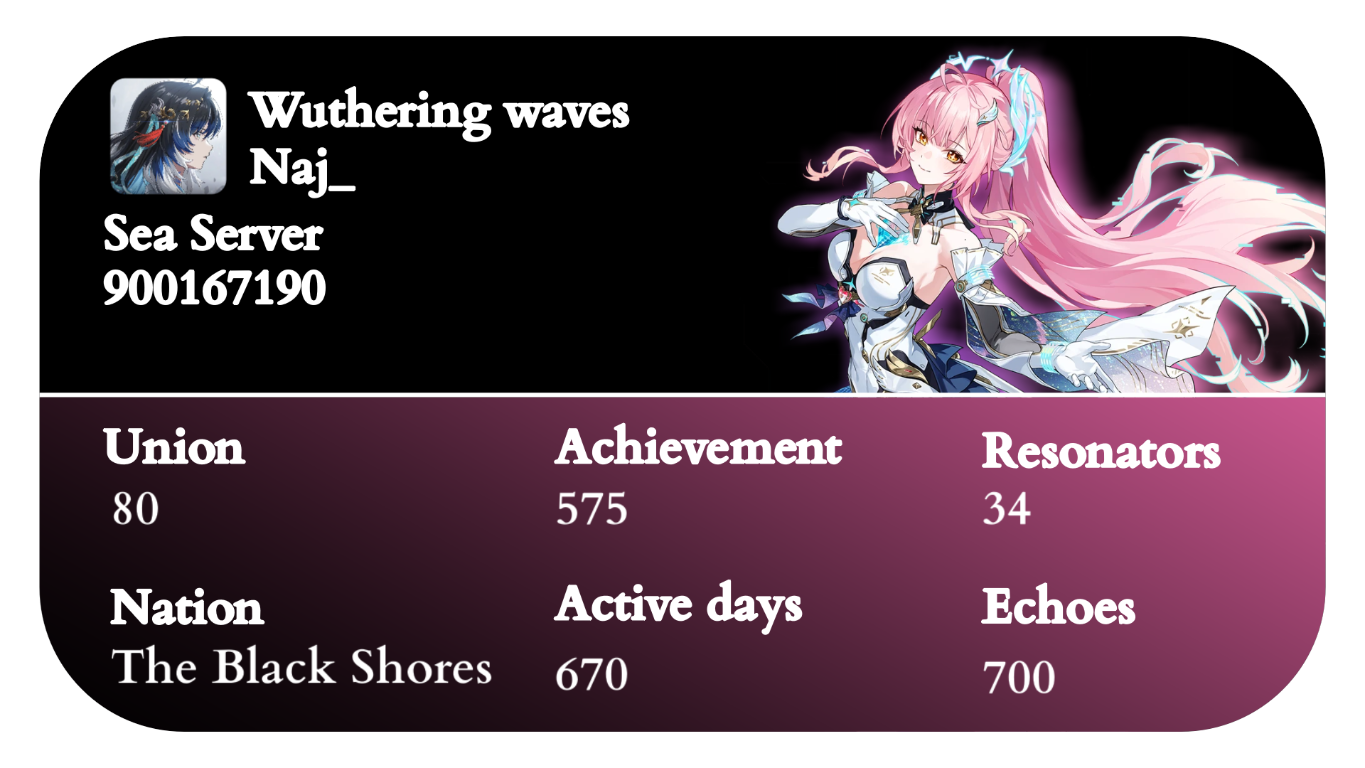 Wuthering waves
Naj_
Sea Server
900167190
Union
80
Achievement
575
Resonators
34
Nation
The Black Shores
Active days
670
Echoes
700